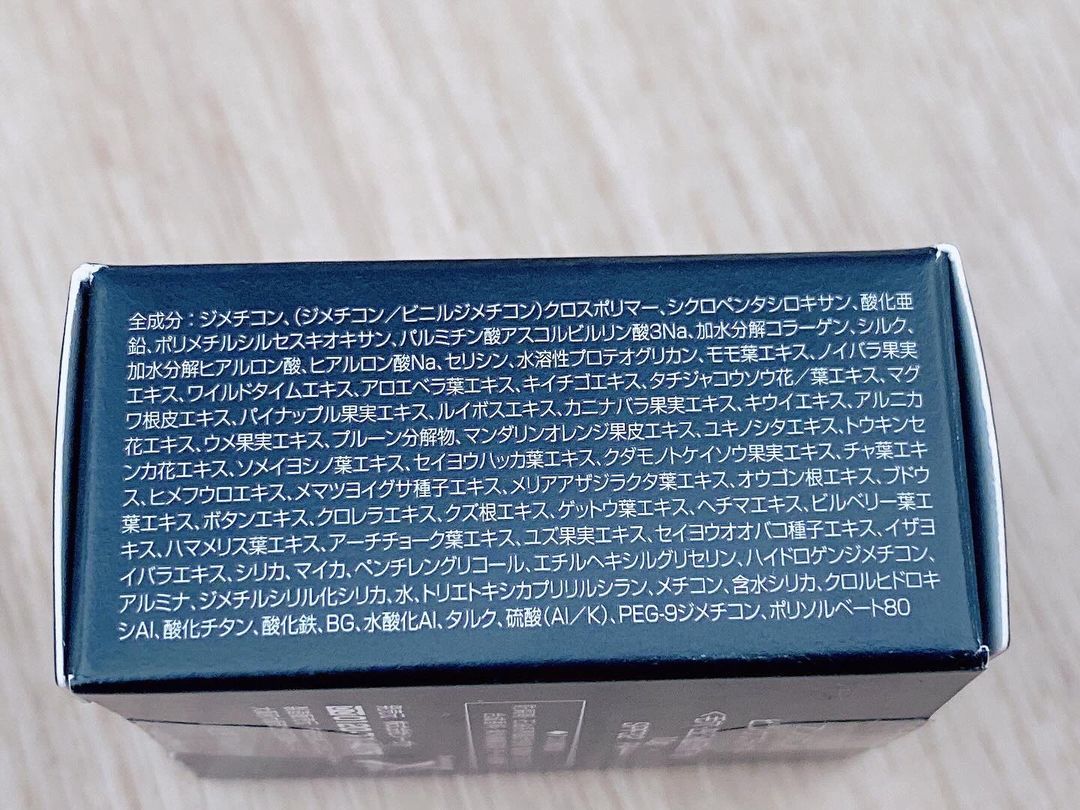 全成分：ジメチコン、(ジメチコン／ビニルジメチコン)クロスポリマー、シクロペンタシロキサン、酸化亜
鉛、ポリメチルシルセスキオキサン、パルミチン酸アスコルビルリン酸3Na、加水分解コラーゲン、シルク、
加水分解ヒアルロン酸、ヒアルロン酸Na、セリシン、水溶性プロテオグリカン、モモ葉エキス、ノイバラ果実
エキス、ワイルドタイムエキス、アロエベラ葉エキス、キイチゴエキス、タチジャコウソウ花／葉エキス、マグ
ワ根皮エキス、パイナップル果実エキス、ルイボスエキス、カニナバラ果実エキス、キウイエキス、アルニカ
花エキス、ウメ果実エキス、プルーン分解物、マンダリンオレンジ果皮エキス、ユキノシタエキス、トウキンセ
ンカ花エキス、ソメイヨシノ葉エキス、セイヨウハッカ葉エキス、クダモノトケイソウ果実エキス、チャ葉エキ
ス、ヒメフウロエキス、メマツヨイグサ種子エキス、メリアアザジラクタ葉エキス、オウゴン根エキス、ブドウ
葉エキス、ボタンエキス、クロレラエキス、クズ根エキス、ゲットウ葉エキス、ヘチマエキス、ビルベリー葉エ
キス、ハマメリス葉エキス、アーチチョーク葉エキス、ユズ果実エキス、セイヨウオオバコ種子エキス、イザヨ
イバラエキス、シリカ、マイカ、ペンチレングリコール、エチルヘキシルグリセリン、ハイドロゲンジメチコン、
アルミナ、ジメチルシリル化シリカ、水、トリエトキシカプリリルシラン、メチコン、含水シリカ、クロルヒドロキ
シAl、酸化チタン、酸化鉄、BG、水酸化Al、タルク、硫酸(Al／K)、PEG-9ジメチコン、ポリソルベート80